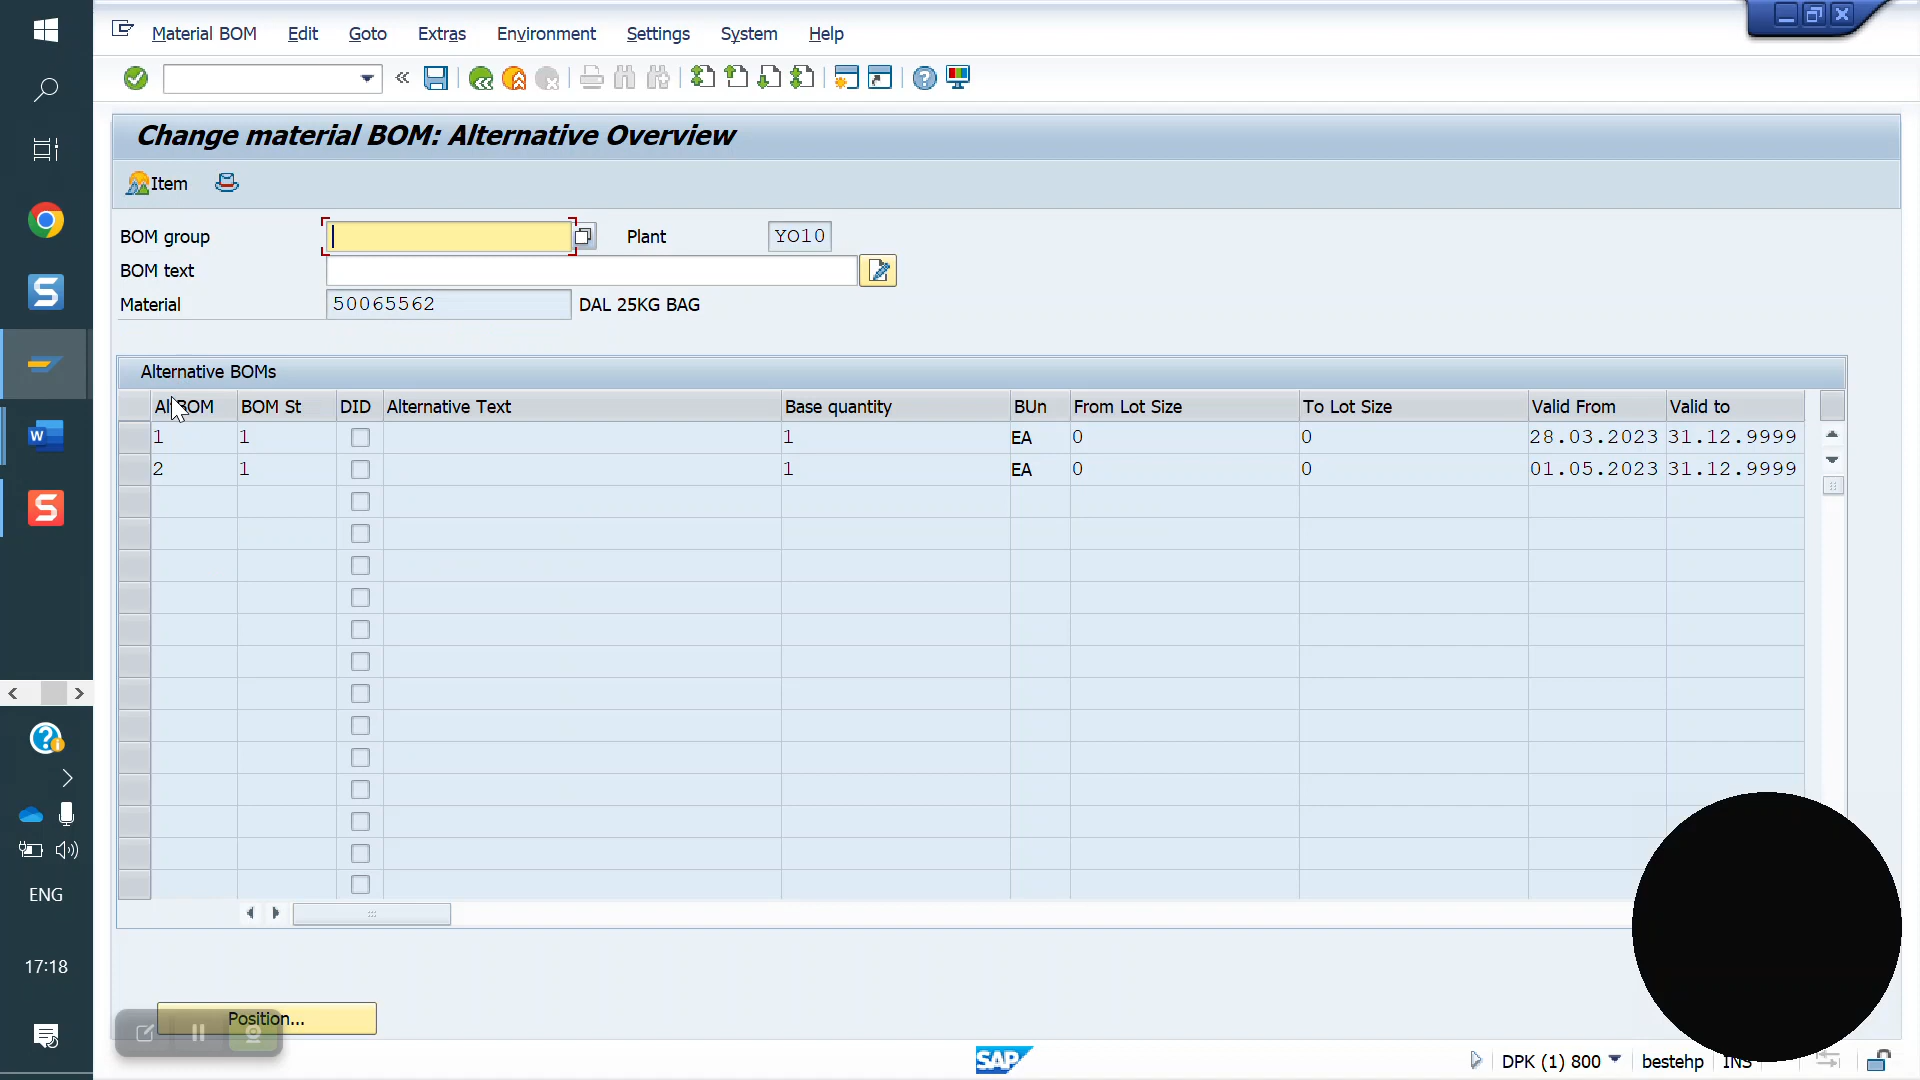 Material BOM Edit Goto Extras Environment Settings System Help
Change material BOM: Alternative Overview
Item
BOM group Plant YO10
BOM text
Material 50065562 DAL 25KG BAG
Alternative BOMs
AltBOM BOM St DID Alternative Text Base quantity BUn From Lot Size To Lot Size Valid From Valid to
1 1 1 EA 0 0 28.03.2023 31.12.9999
2 1 1 EA 0 0 01.05.2023 31.12.9999
ENG
17:18
Position...
SAP
DPK (1) 800 bestehp INS